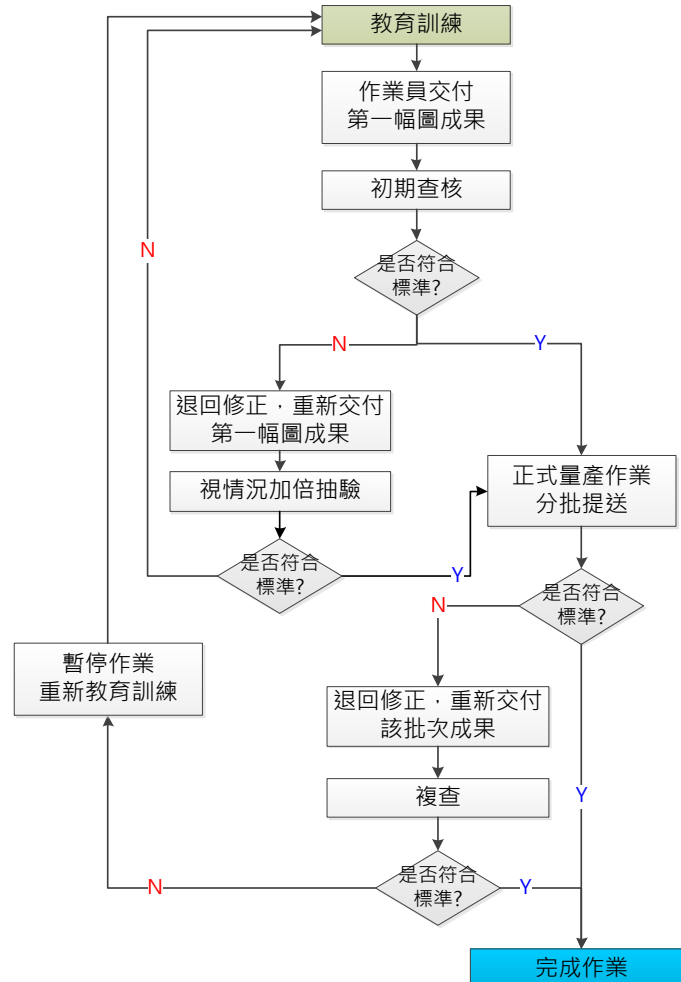 教育訓練
作業員交付
第一幅圖成果
初期查核
是否符合
標準?
N
N
Y
退回修正，重新交付
第一幅圖成果
視情況加倍抽驗
正式量產作業
分批提送
是否符合
標準?
Y
是否符合
標準?
N
暫停作業
重新教育訓練
退回修正，重新交付
該批次成果
複查
Y
是否符合
標準?
N
Y
完成作業